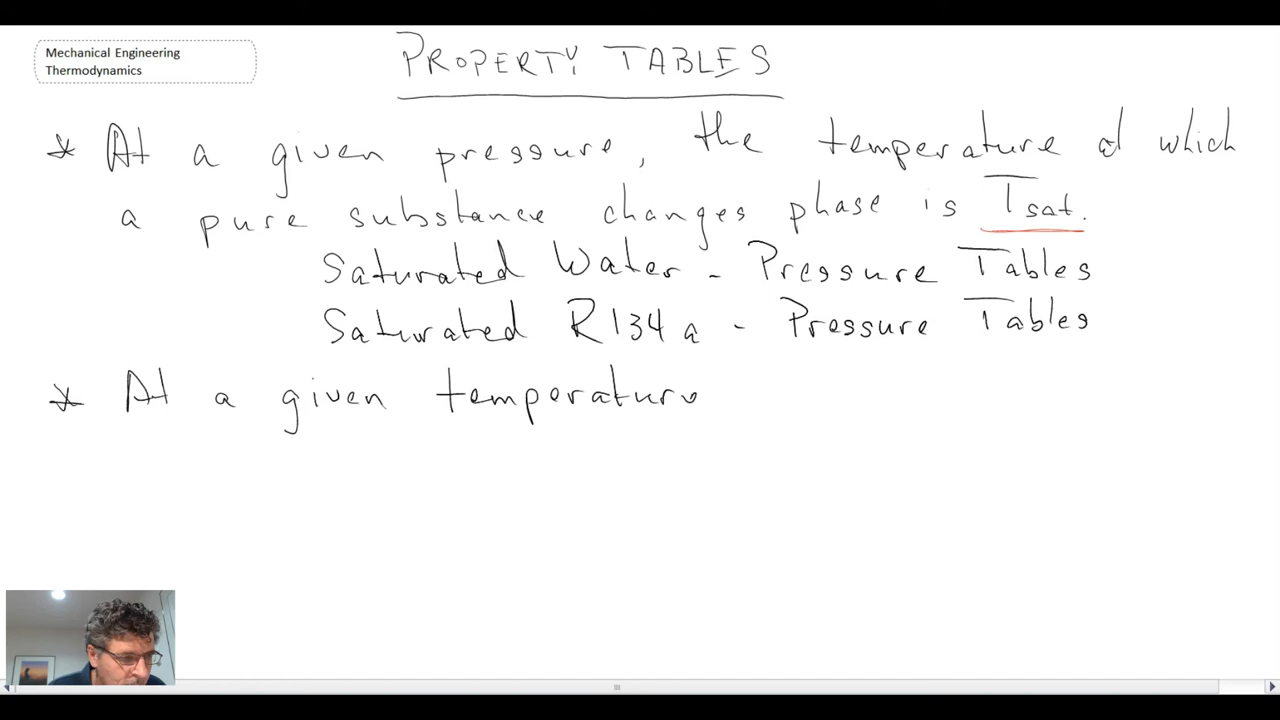 Mechanical Engineering
Thermodynamics
PROPERTY TABLES
* At a given pressure, the temperature at which
a pure substance changes phase is Tsat.
Saturated Water - Pressure Tables
Saturated R134a - Pressure Tables
* At a given temperature